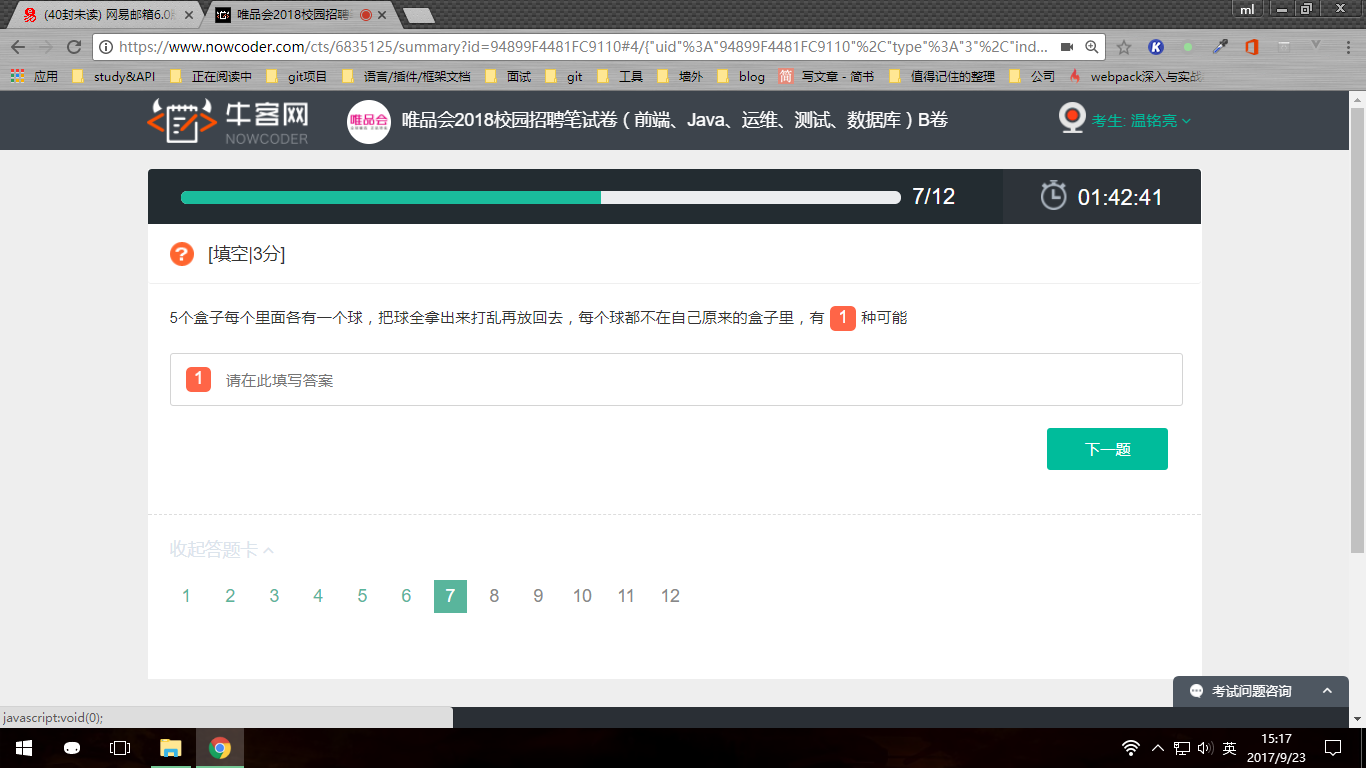 (40封未读) 网易邮箱6.0版
唯品会2018校园招聘
ml
https://www.nowcoder.com/cts/6835125/summary?id=94899F4481FC9110#4/{"uid"%3A"94899F4481FC9110"%2C"type"%3A"3"%2C"ind...
应用 study&API 正在阅读中 git项目 语言/插件/框架文档 面试 git 工具 墙外 blog 简 写文章 - 简书 值得记住的整理 公司 webpack深入与实战
牛客网
NOWCODER
唯品会
唯品会2018校园招聘笔试卷（前端、Java、运维、测试、数据库）B卷
考生: 温铭亮
7/12
01:42:41
? [填空|3分]
5个盒子每个里面各有一个球，把球全拿出来打乱再放回去，每个球都不在自己原来的盒子里，有 1 种可能
1 请在此填写答案
下一题
收起答题卡
1 2 3 4 5 6 7 8 9 10 11 12
考试问题咨询
javascript:void(0);
英
15:17
2017/9/23